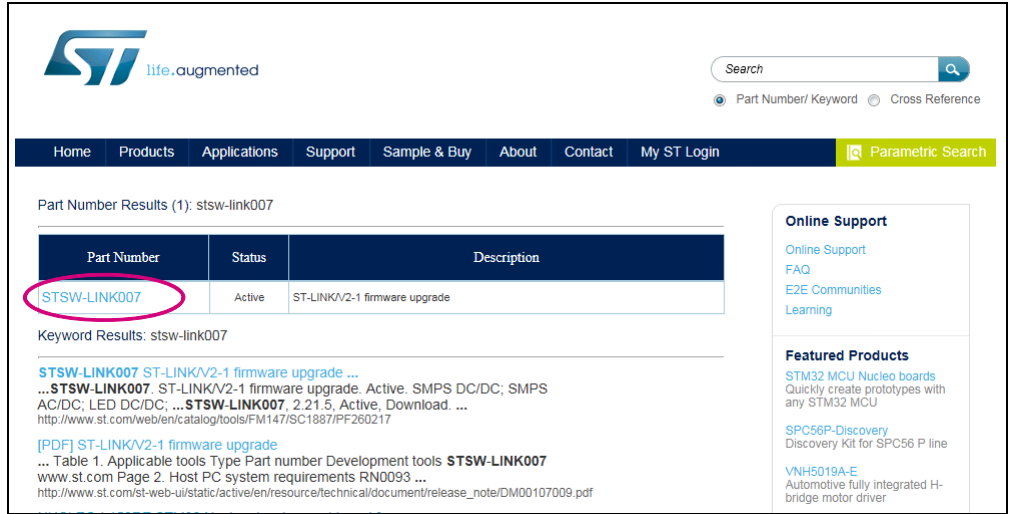 life.augmented
Search
Part Number/ Keyword Cross Reference
Home Products Applications Support Sample & Buy About Contact My ST Login Parametric Search
Part Number Results (1): stsw-link007
Part Number Status Description
STSW-LINK007 Active ST-LINK/V2-1 firmware upgrade
Keyword Results: stsw-link007
STSW-LINK007 ST-LINK/V2-1 firmware upgrade ...
...STSW-LINK007. ST-LINK/V2-1 firmware upgrade. Active. SMPS DC/DC; SMPS
AC/DC; LED DC/DC; ...STSW-LINK007, 2.21.5, Active, Download. ...
http://www.st.com/web/en/catalog/tools/FM147/SC1887/PF260217
[PDF] ST-LINK/V2-1 firmware upgrade
... Table 1. Applicable tools Type Part number Development tools STSW-LINK007
www.st.com Page 2. Host PC system requirements RN0093 ...
http://www.st.com/st-web-ui/static/active/en/resource/technical/document/release_note/DM00107009.pdf
Online Support
Online Support
FAQ
E2E Communities
Learning
Featured Products
STM32 MCU Nucleo boards
Quickly create prototypes with
any STM32 MCU
SPC56P-Discovery
Discovery Kit for SPC56 P line
VNH5019A-E
Automotive fully integrated H-
bridge motor driver